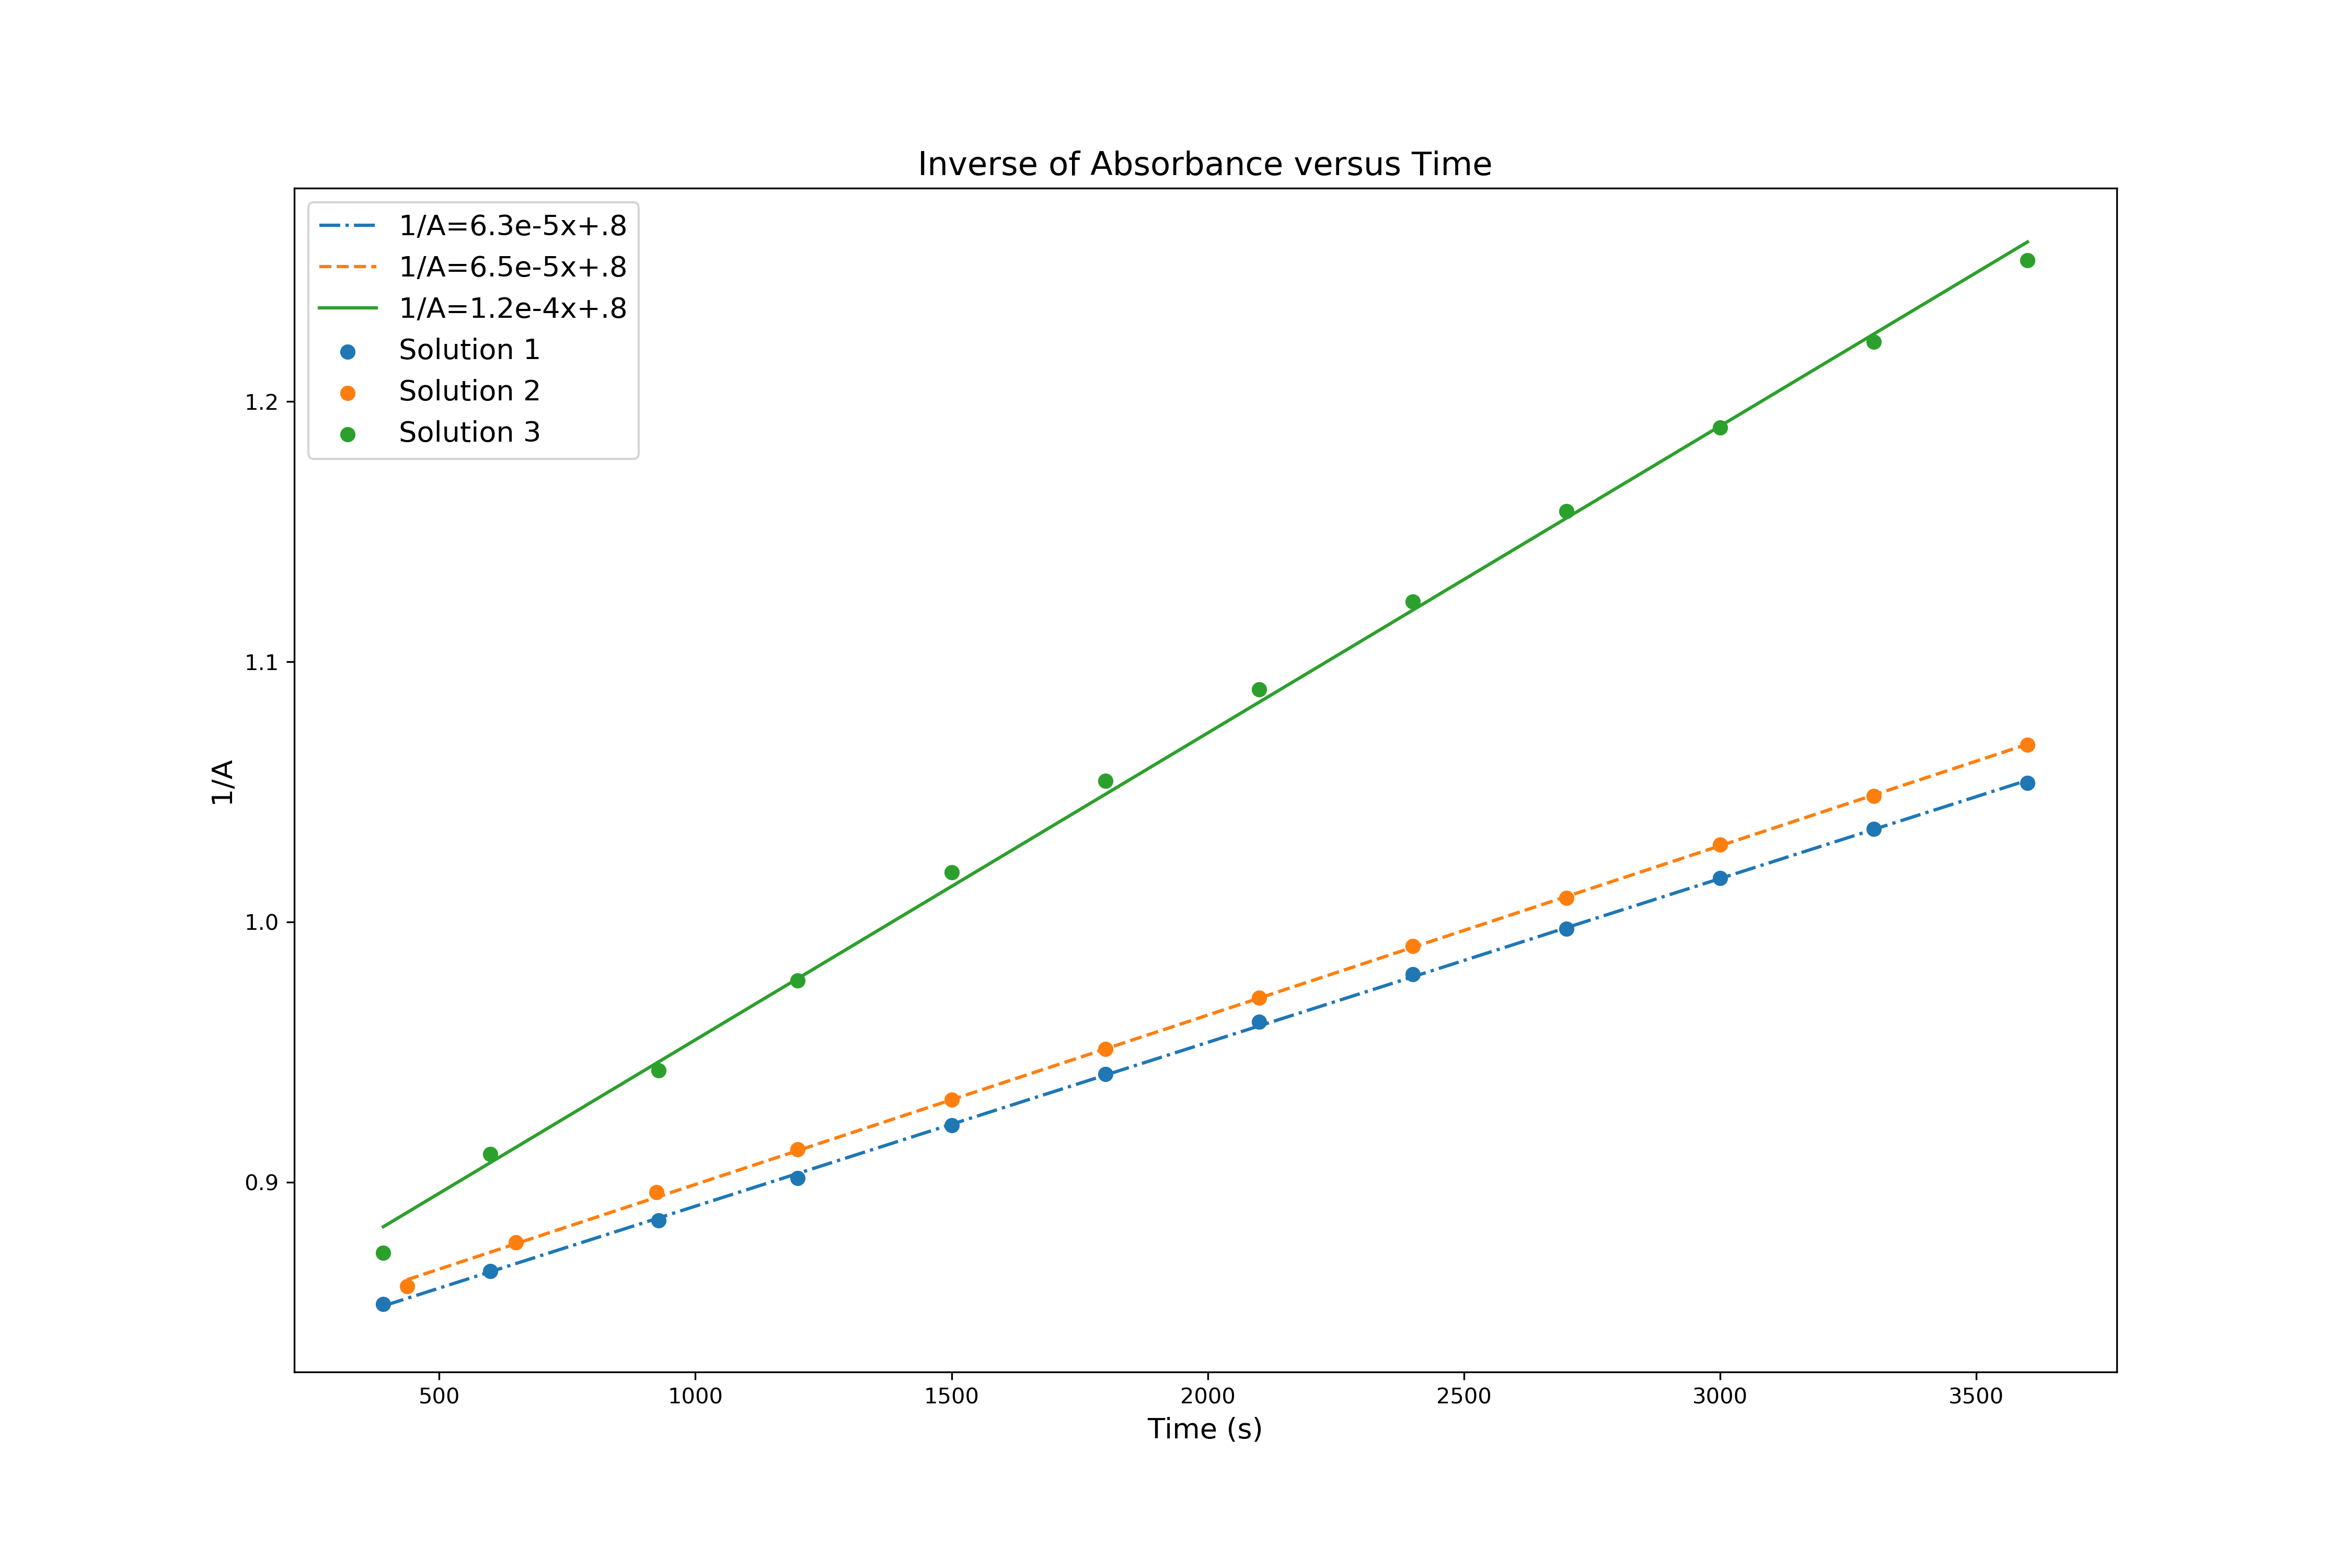 Inverse of Absorbance versus Time
1/A=6.3e-5x+.8
1/A=6.5e-5x+.8
1/A=1.2e-4x+.8
Solution 1
Solution 2
Solution 3
1.2
1.1
1.0
0.9
1/A
500 1000 1500 2000 2500 3000 3500
Time (s)